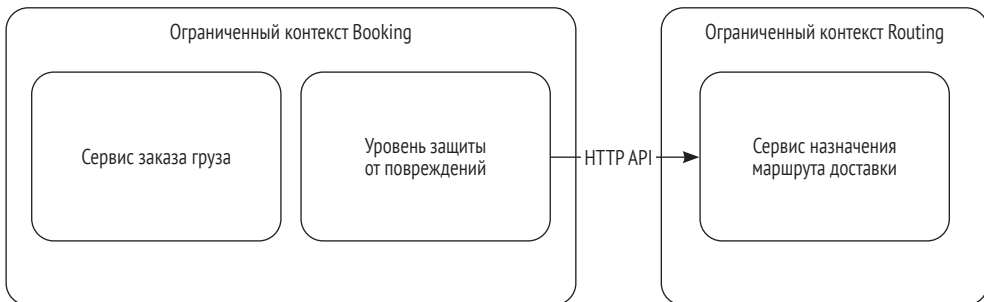 Ограниченный контекст Booking
Ограниченный контекст Routing
Сервис заказа груза
Уровень защиты
от повреждений
HTTP API
Сервис назначения
маршрута доставки